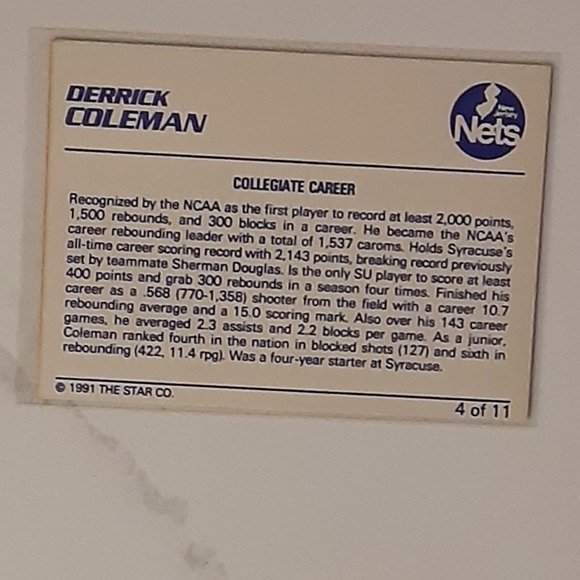 DERRICK
COLEMAN
New
Jersey
Nets
COLLEGIATE CAREER
Recognized by the NCAA as the first player to record at least 2,000 points,
1,500 rebounds, and 300 blocks in a career. He became the NCAA's
career rebounding leader with a total of 1,537 caroms. Holds Syracuse's
all-time career scoring record with 2,143 points, breaking record previously
set by teammate Sherman Douglas. Is the only SU player to score at least
400 points and grab 300 rebounds in a season four times. Finished his
career as a .568 (770-1,358) shooter from the field with a career 10.7
rebounding average and a 15.0 scoring mark. Also over his 143 career
games, he averaged 2.3 assists and 2.2 blocks per game. As a junior,
Coleman ranked fourth in the nation in blocked shots (127) and sixth in
rebounding (422, 11.4 rpg). Was a four-year starter at Syracuse.
© 1991 THE STAR CO.
4 of 11